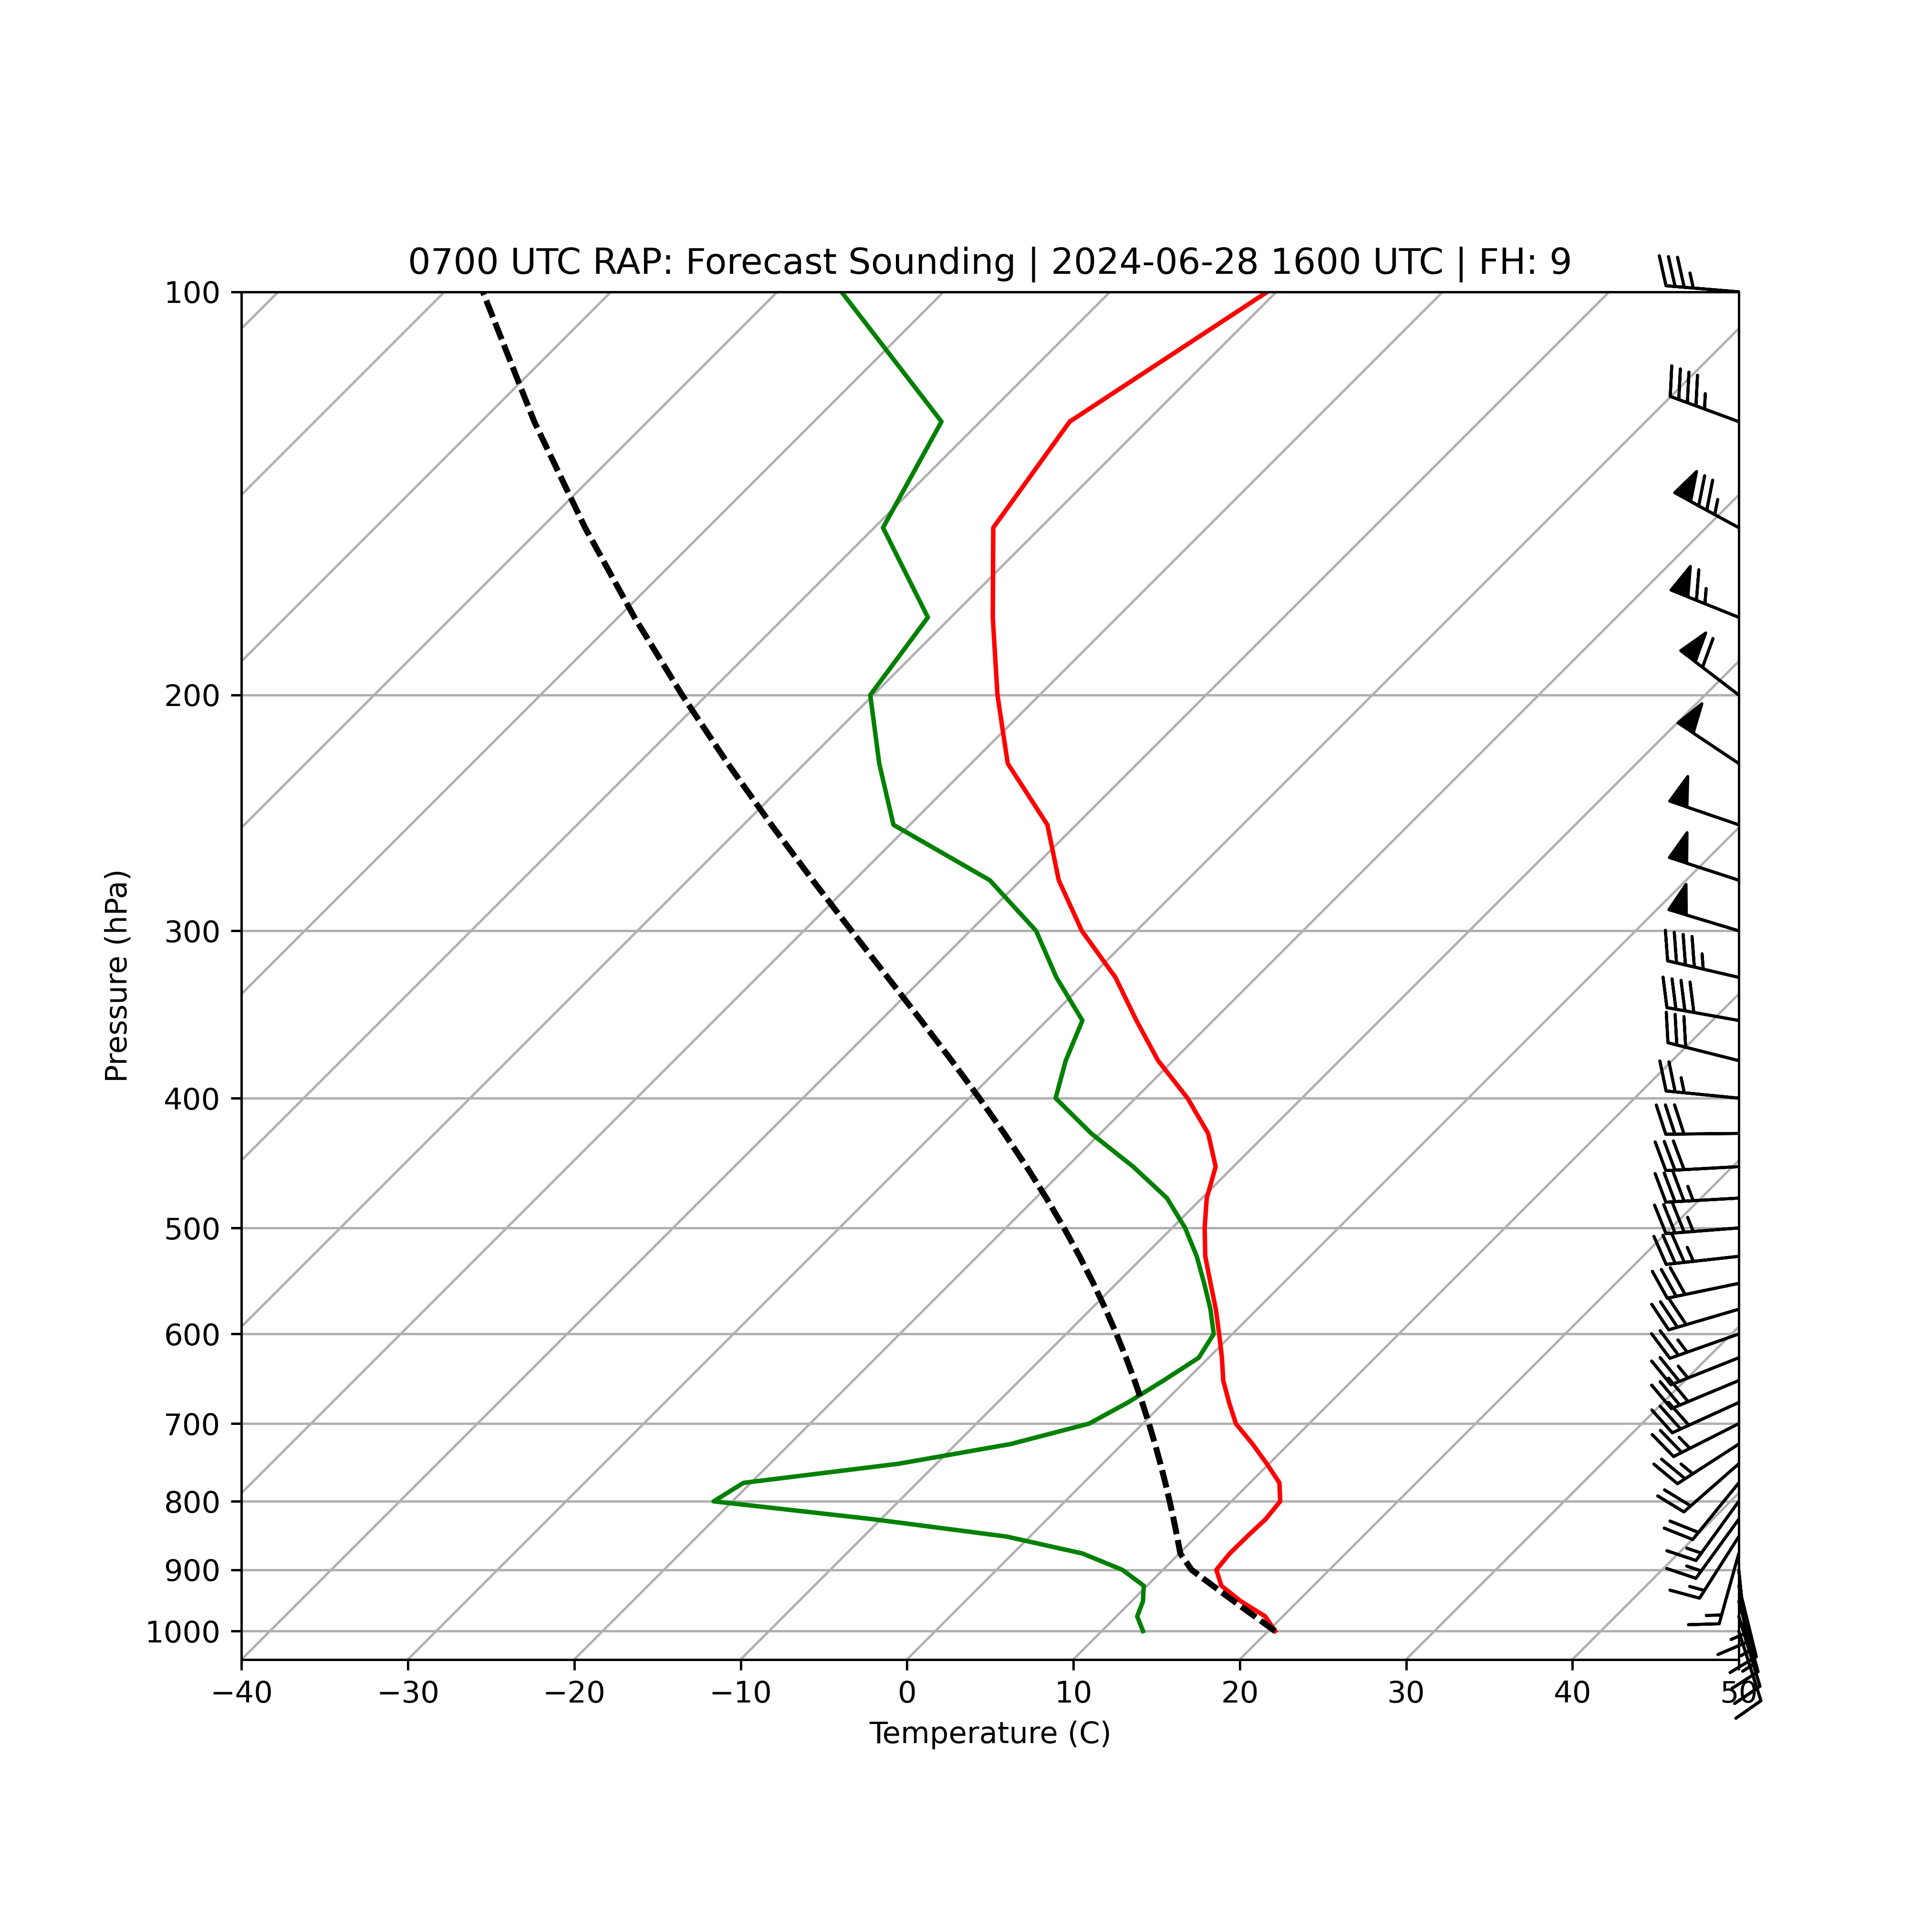 0700 UTC RAP: Forecast Sounding | 2024-06-28 1600 UTC | FH: 9
100
200
300
400
500
600
700
800
900
1000
Pressure (hPa)
−40 −30 −20 −10 0 10 20 30 40 50
Temperature (C)